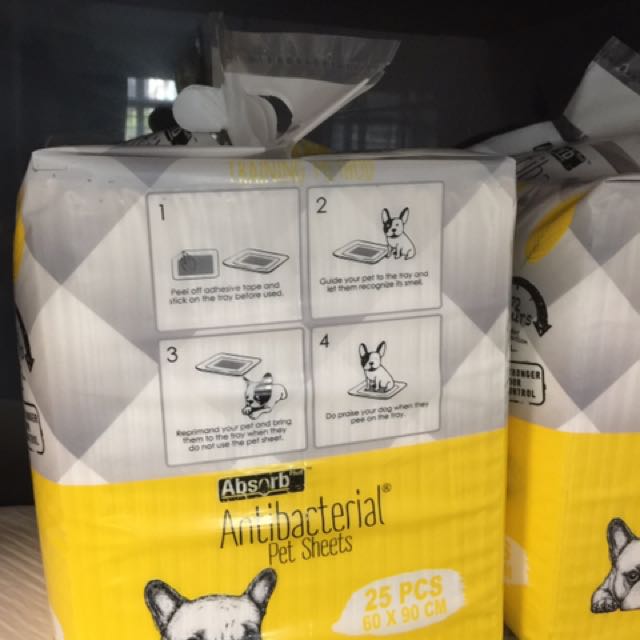 TRAINING
1
Peel off adhesive tape and
stick on the tray before used.
2
Guide your pet to the tray and
let them recognize its smell.
3
Reprimand your pet and bring
them to the tray when they
do not use the pet sheet.
4
Do praise your dog when they
pee on the tray.
Absorb
Antibacterial®
Pet Sheets
25 PCS
60 X 90 CM